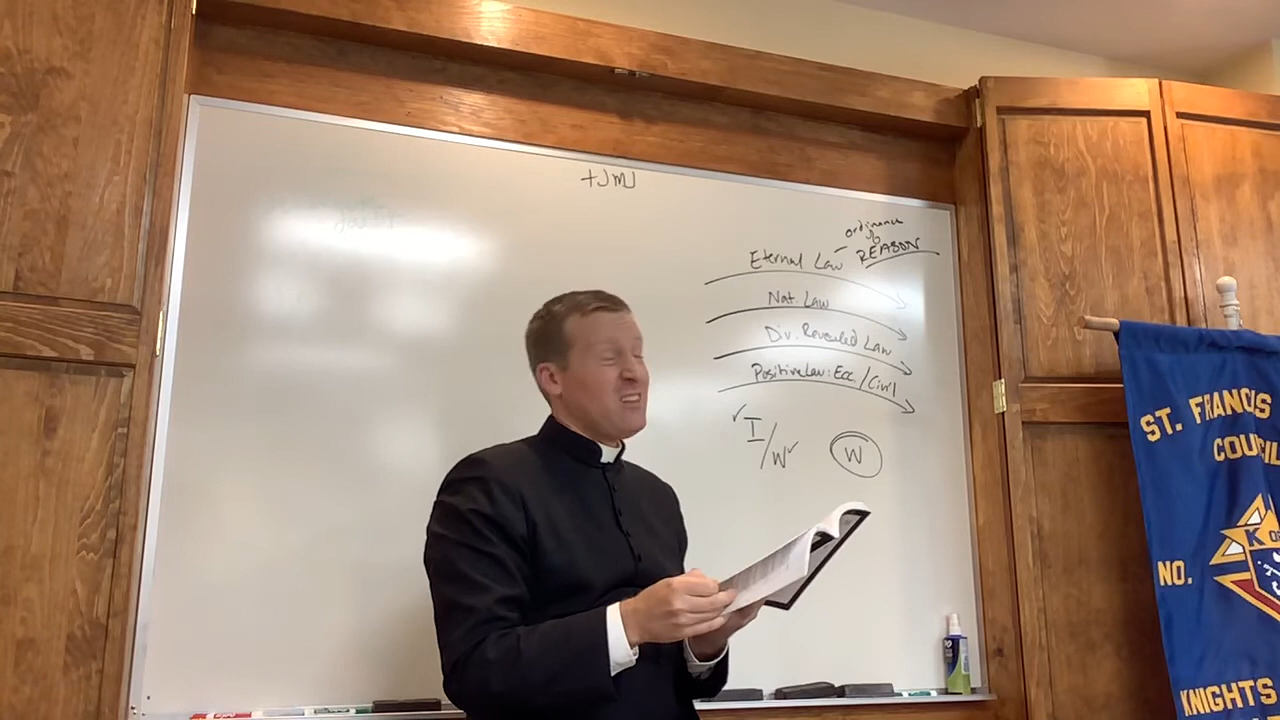 +JMJ
ordinance
of
Eternal Law – REASON
Nat Law
Div. Revealed Law
Positive Law: Ecc. / Civil
I/W
W
ST. FRANCIS
COUNCIL
NO.
K OF
KNIGHTS